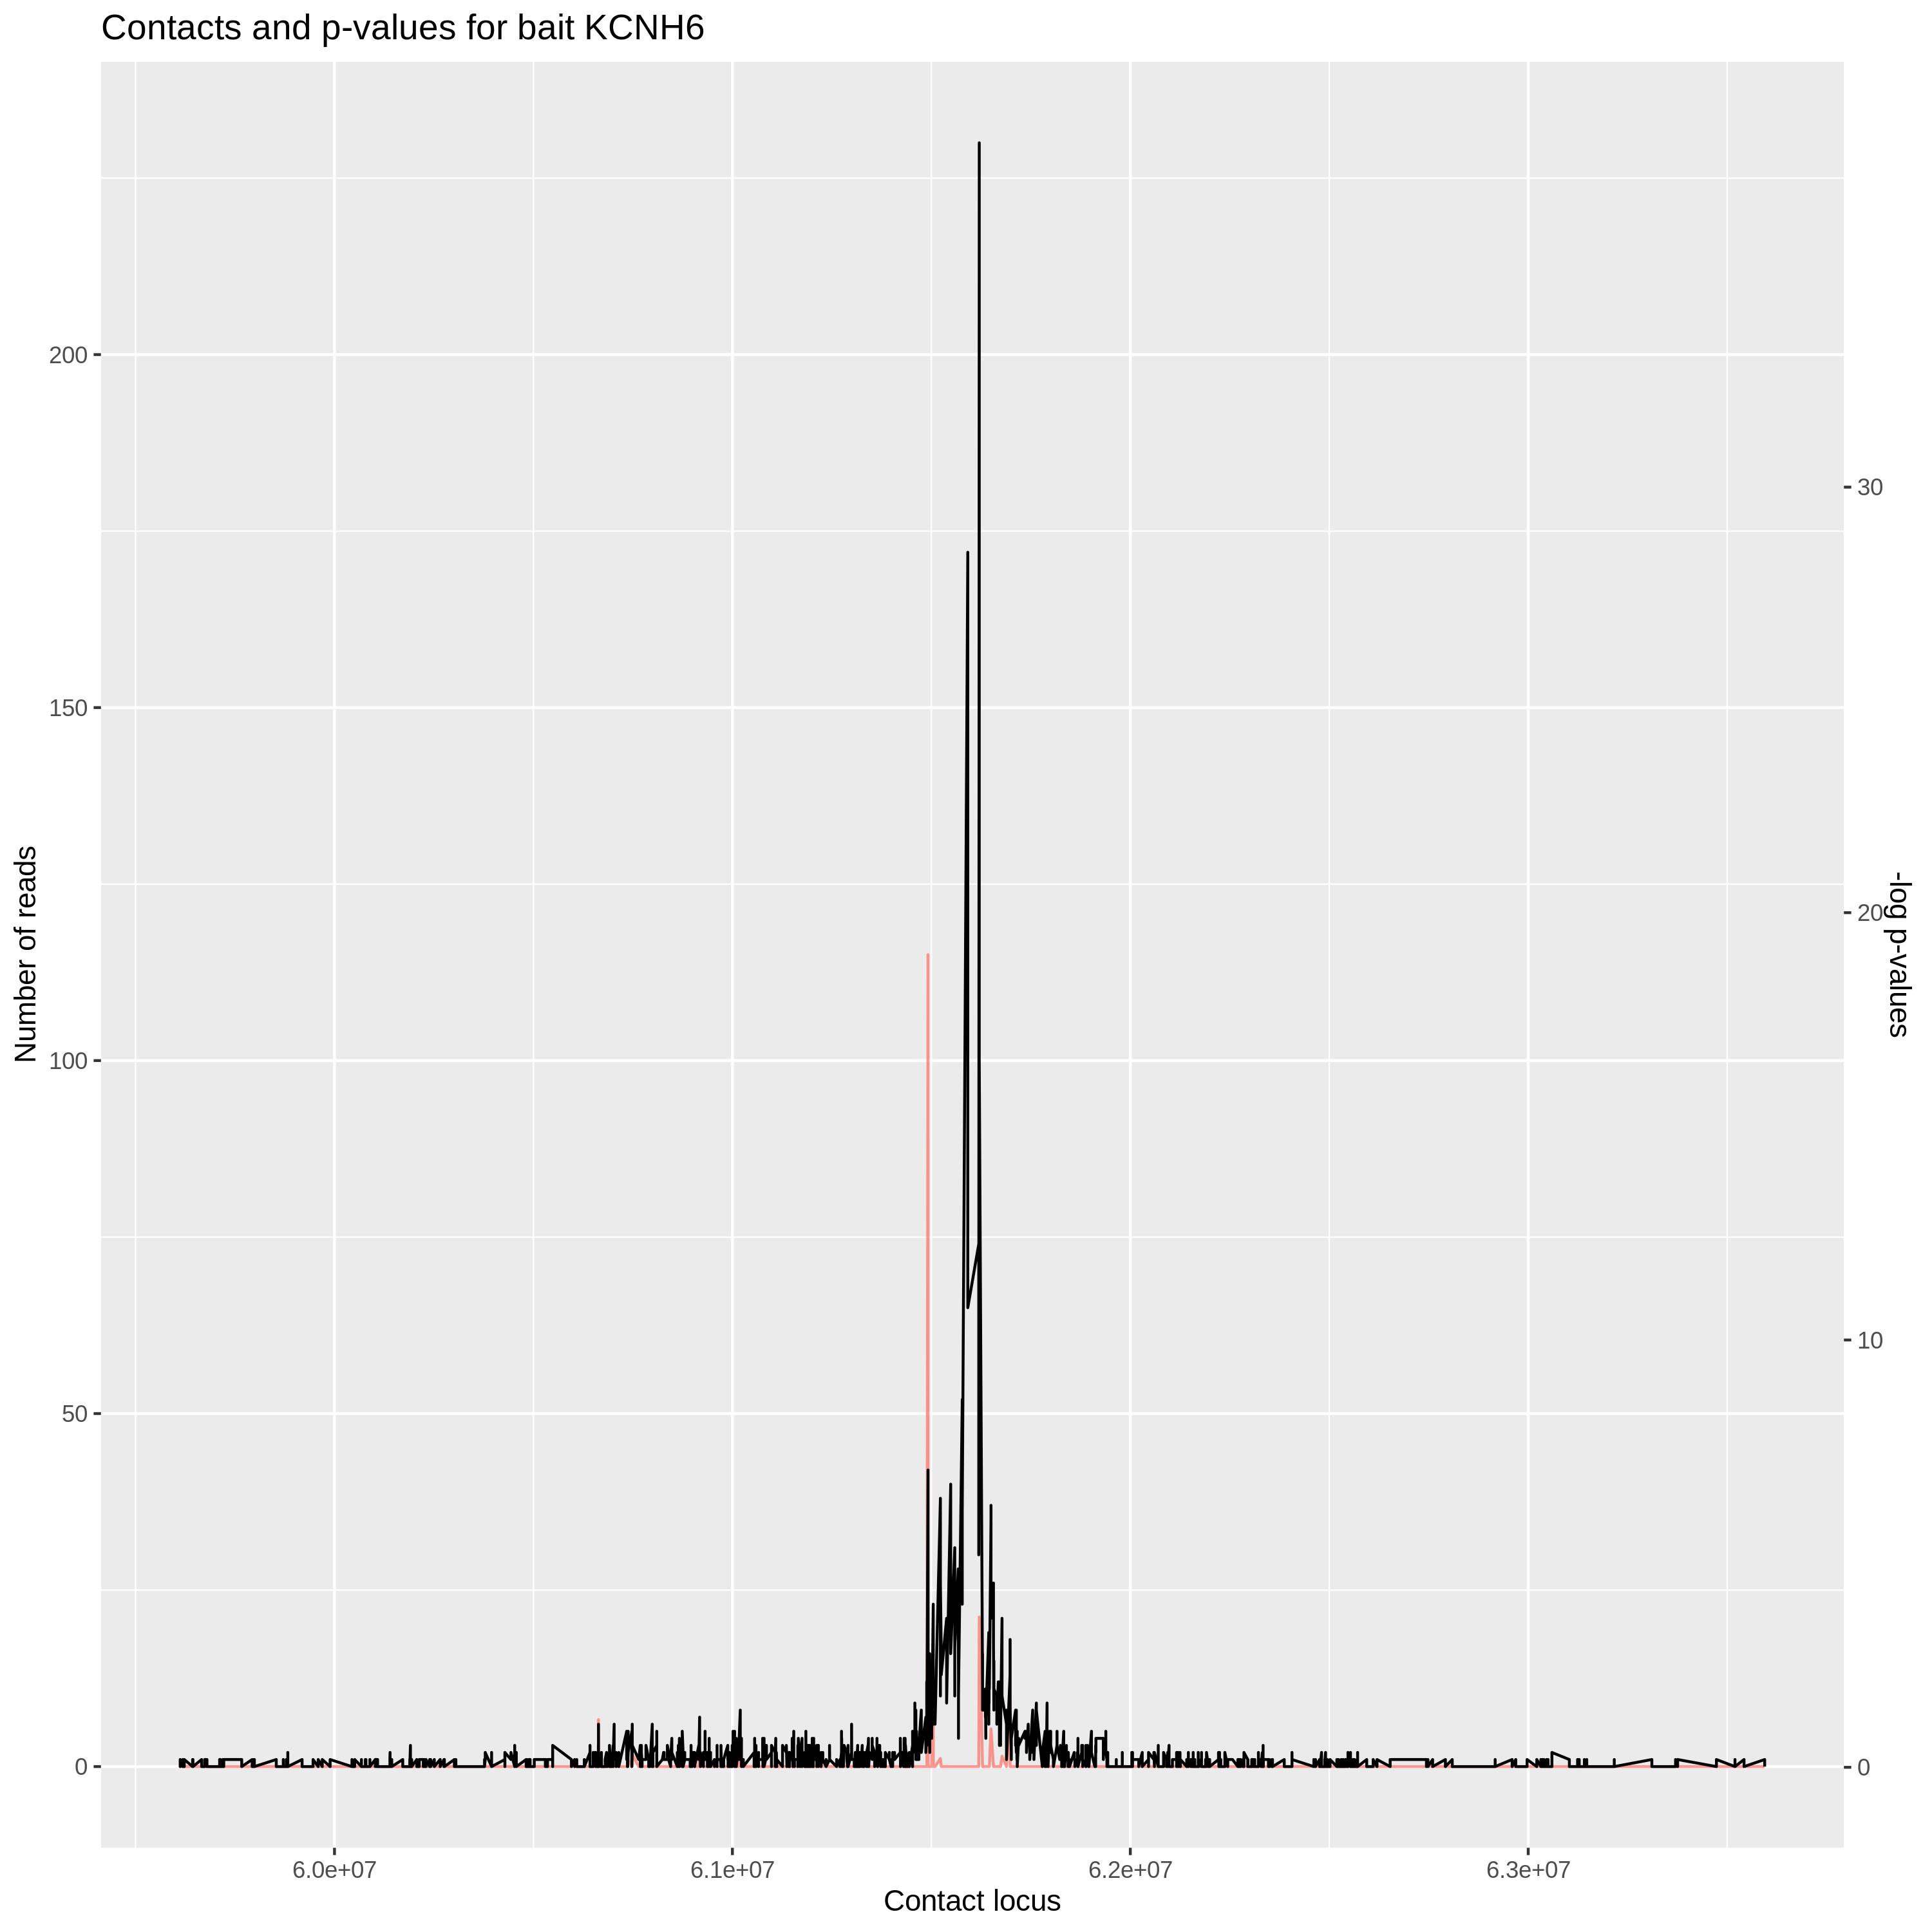 Contacts and p-values for bait KCNH6
Number of reads
200
150
100
50
0
30
20
10
0
-log p-values
6.0e+07
6.1e+07
6.2e+07
6.3e+07
Contact locus